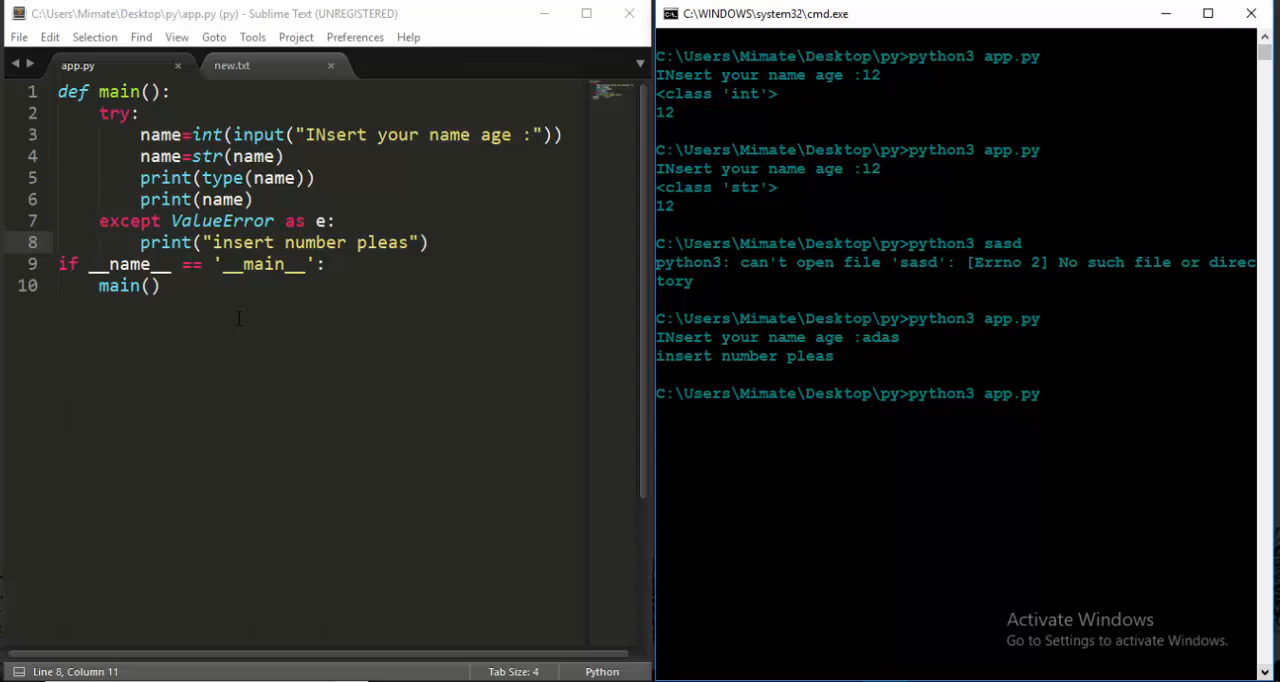 C:\Users\Mimate\Desktop\py\app.py (py) - Sublime Text (UNREGISTERED)
File Edit Selection Find View Goto Tools Project Preferences Help
app.py
new.txt
1 def main():
2 try:
3 name=int(input("INsert your name age :"))
4 name=str(name)
5 print(type(name))
6 print(name)
7 except ValueError as e:
8 print("insert number pleas")
9 if __name__ == '__main__':
10 main()
Line 8, Column 11
Tab Size: 4
Python
C:\WINDOWS\system32\cmd.exe
C:\Users\Mimate\Desktop\py>python3 app.py
INsert your name age :12
<class 'int'>
12
C:\Users\Mimate\Desktop\py>python3 app.py
INsert your name age :12
<class 'str'>
12
C:\Users\Mimate\Desktop\py>python3 sasd
python3: can't open file 'sasd': [Errno 2] No such file or direc
tory
C:\Users\Mimate\Desktop\py>python3 app.py
INsert your name age :adas
insert number pleas
C:\Users\Mimate\Desktop\py>python3 app.py
Activate Windows
Go to Settings to activate Windows.